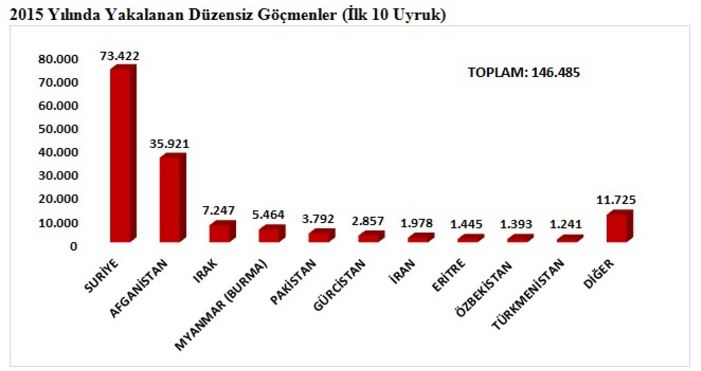 2015 Yılında Yakalanan Düzensiz Göçmenler (İlk 10 Uyruk)
TOPLAM: 146.485
80.000
70.000
60.000
50.000
40.000
30.000
20.000
10.000
0
73.422
35.921
7.247
5.464
3.792
2.857
1.978
1.445
1.393
1.241
11.725
SURİYE
AFGANİSTAN
IRAK
MYANMAR (BURMA)
PAKİSTAN
GÜRCİSTAN
İRAN
ERİTRE
ÖZBEKİSTAN
TÜRKMENİSTAN
DİĞER